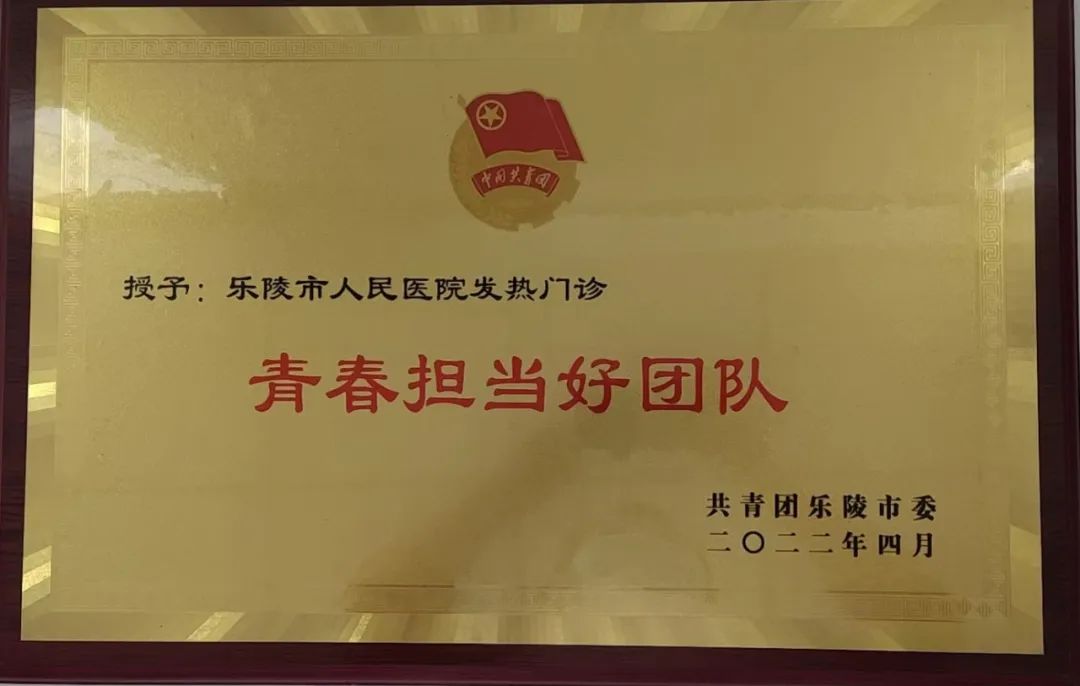 中国共青团
授予：乐陵市人民医院发热门诊
青春担当好团队
共青团乐陵市委
二〇二二年四月